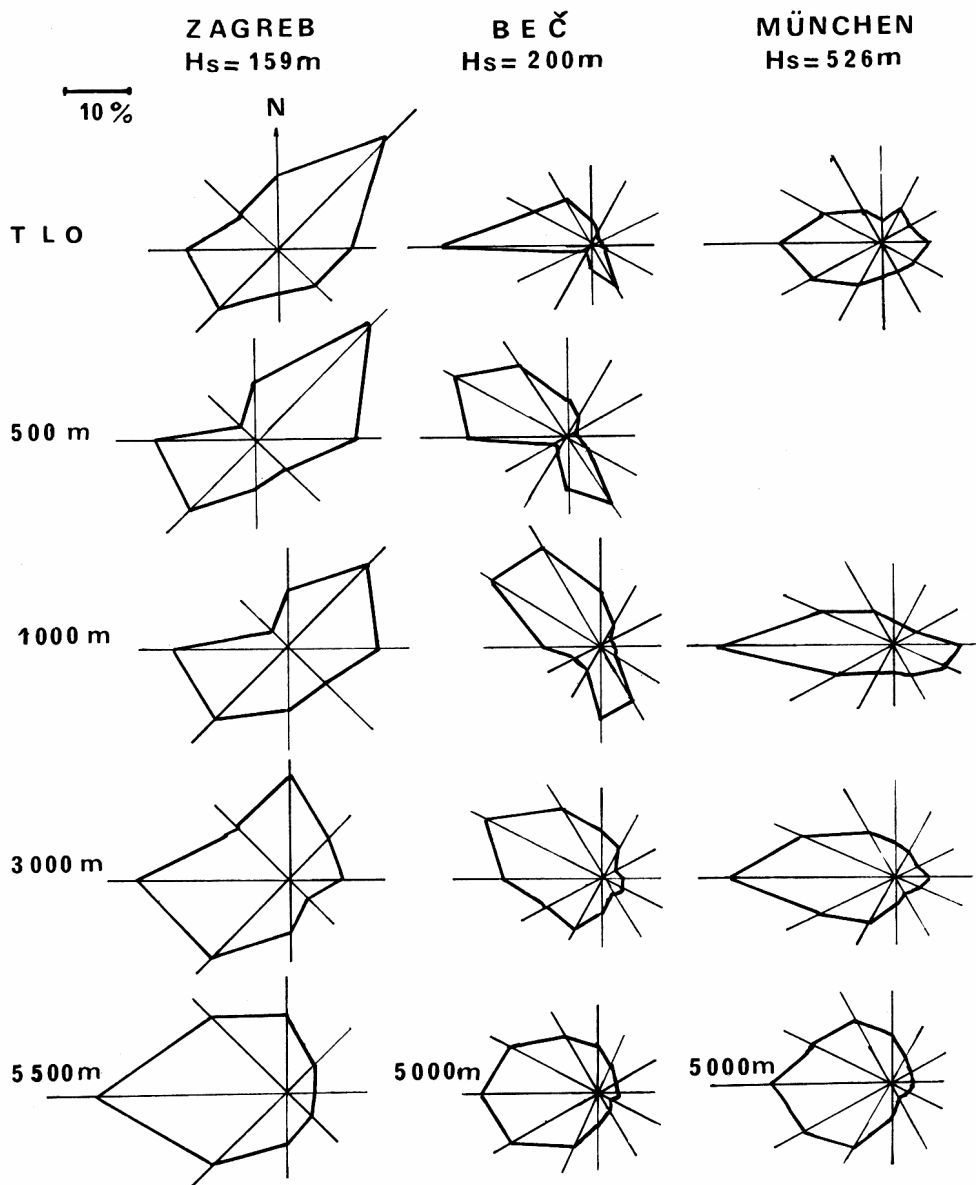 ZAGREB BEČ MÜNCHEN
Hs= 159m Hs= 200m Hs= 526m
10%
N
TLO
500 m
1000 m
3000 m
5500m 5000m 5000m